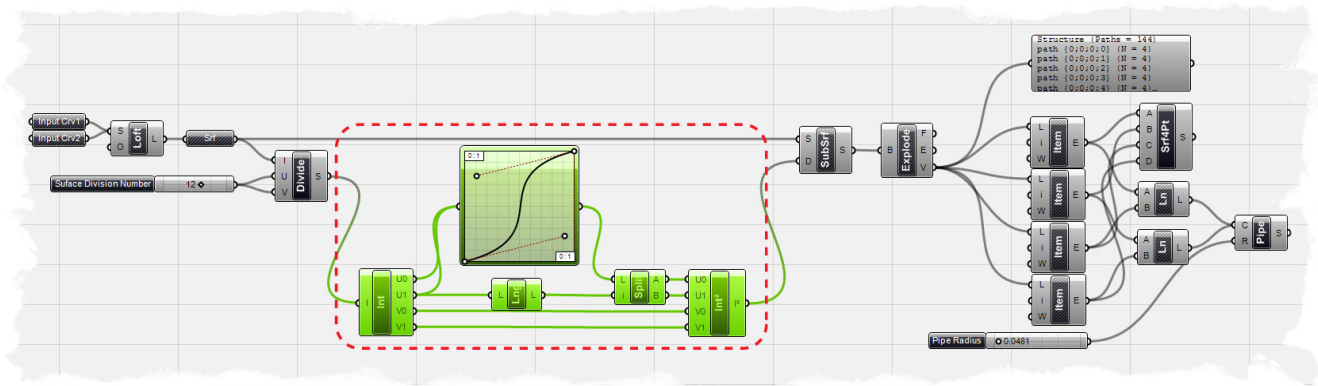 Input Crv1
Input Crv2
S
O
Loft
L
Srf
Suface Division Number
12
I
U
V
Divide
S
I
Int
U0
U1
V0
V1
0:1
0:1
L
Lng
L
L
I
Split
A
B
U0
U1
V0
V1
Int²
I²
S
D
SubSrf
S
B
Explode
F
E
V
Structure (Paths = 144)
path {0;0;0;0} (N = 4)
path {0;0;0;1} (N = 4)
path {0;0;0;2} (N = 4)
path {0;0;0;3} (N = 4)
path {0;0;0;4} (N = 4)
L
i
W
Item
E
L
i
W
Item
E
L
i
W
Item
E
L
i
W
Item
E
A
B
C
D
Srf4Pt
S
A
B
Ln
L
A
B
Ln
L
C
R
Pipe
S
Pipe Radius
0.0481